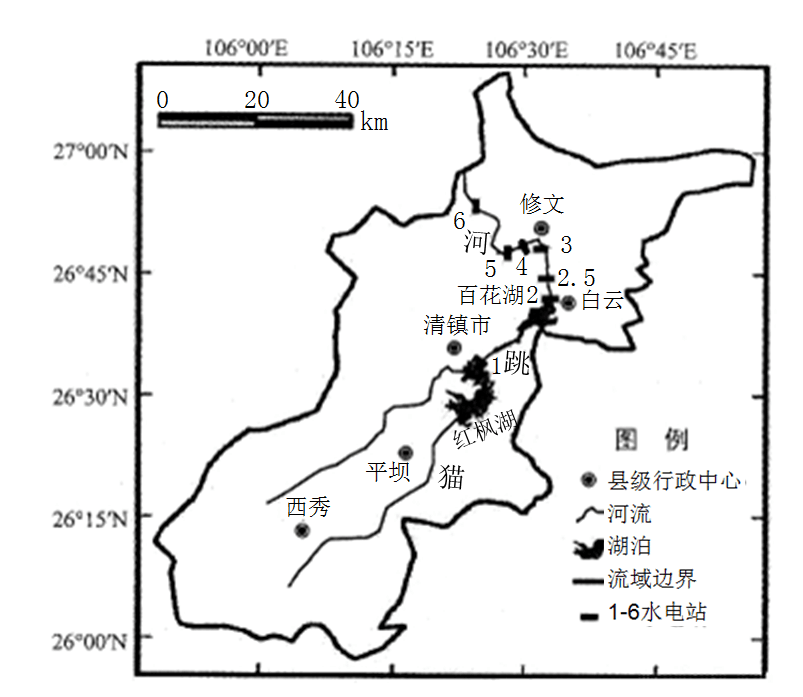 106°00′E 106°15′E 106°30′E 106°45′E
0 20 40
km
27°00′N
26°45′N
26°30′N
26°15′N
26°00′N
修文
6
河
3
4
5
2.5
百花湖2
白云
清镇市
1跳
红枫湖
平坝
猫
西秀
图 例
县级行政中心
河流
湖泊
流域边界
1-6水电站